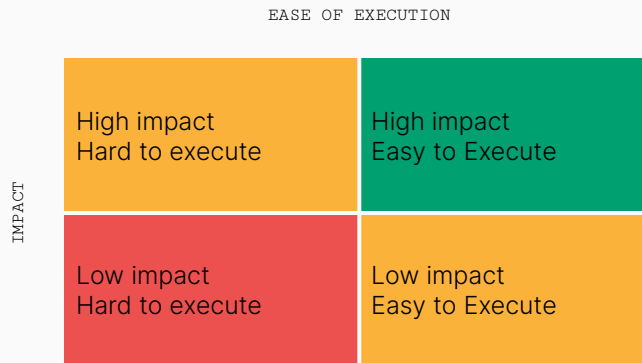 EASE OF EXECUTION
IMPACT
High impact
Hard to execute
High impact
Easy to Execute
Low impact
Hard to execute
Low impact
Easy to Execute